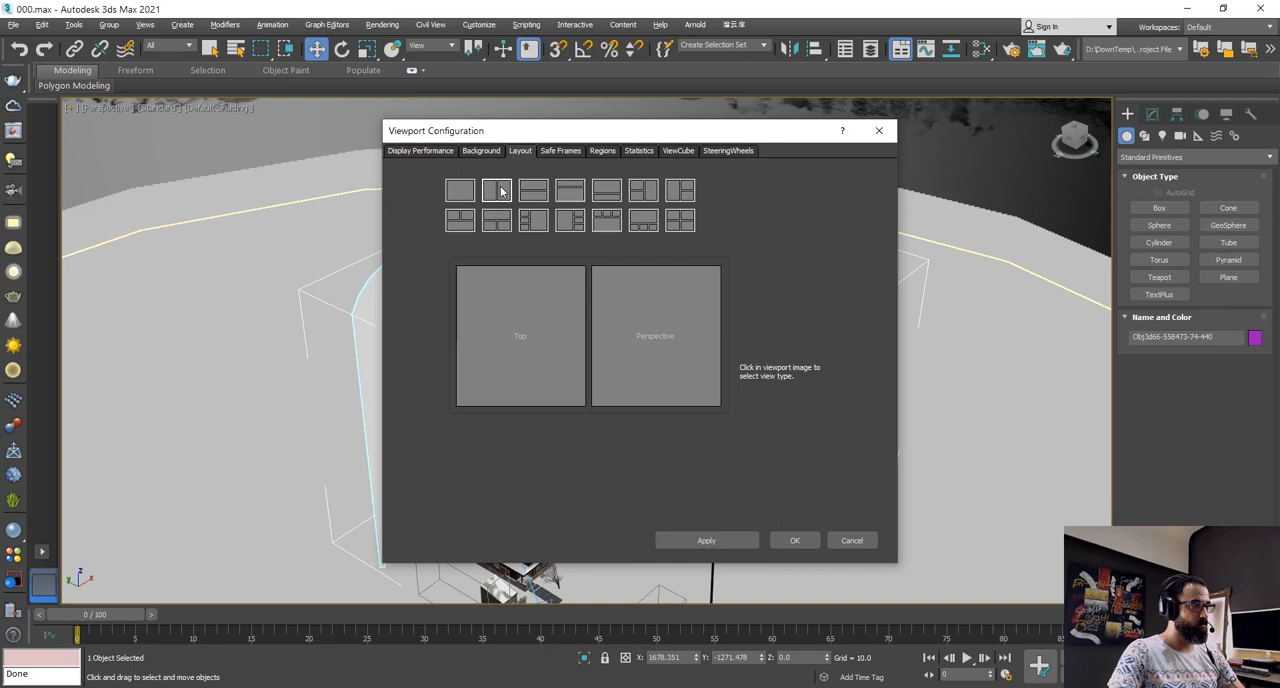 000.max - Autodesk 3ds Max 2021
File Edit Tools Group Views Create Modifiers Animation Graph Editors Rendering Civil View Customize Scripting Interactive Content Help Arnold
Sign In
Workspaces: Default
All
View
Create Selection Set
D:\DownTemp\...roject File
Modeling Freeform Selection Object Paint Populate
Polygon Modeling
[+] [Perspective] [Standard] [Default Shading]
Viewport Configuration
?
Display Performance Background Layout Safe Frames Regions Statistics ViewCube SteeringWheels
Top
Perspective
Click in viewport image to
select view type.
Apply OK Cancel
Standard Primitives
Object Type
AutoGrid
Box Cone
Sphere GeoSphere
Cylinder Tube
Torus Pyramid
Teapot Plane
TextPlus
Name and Color
Obj3d66-558473-74-440
z
y x
0 / 100
0 5 10 15 20 25 30 35 40 45 50 55 60 65 70 75 80 85
1 Object Selected
X: 1678.351 Y: -1271.478 Z: 0.0 Grid = 10.0
Done
Click and drag to select and move objects
Add Time Tag
0